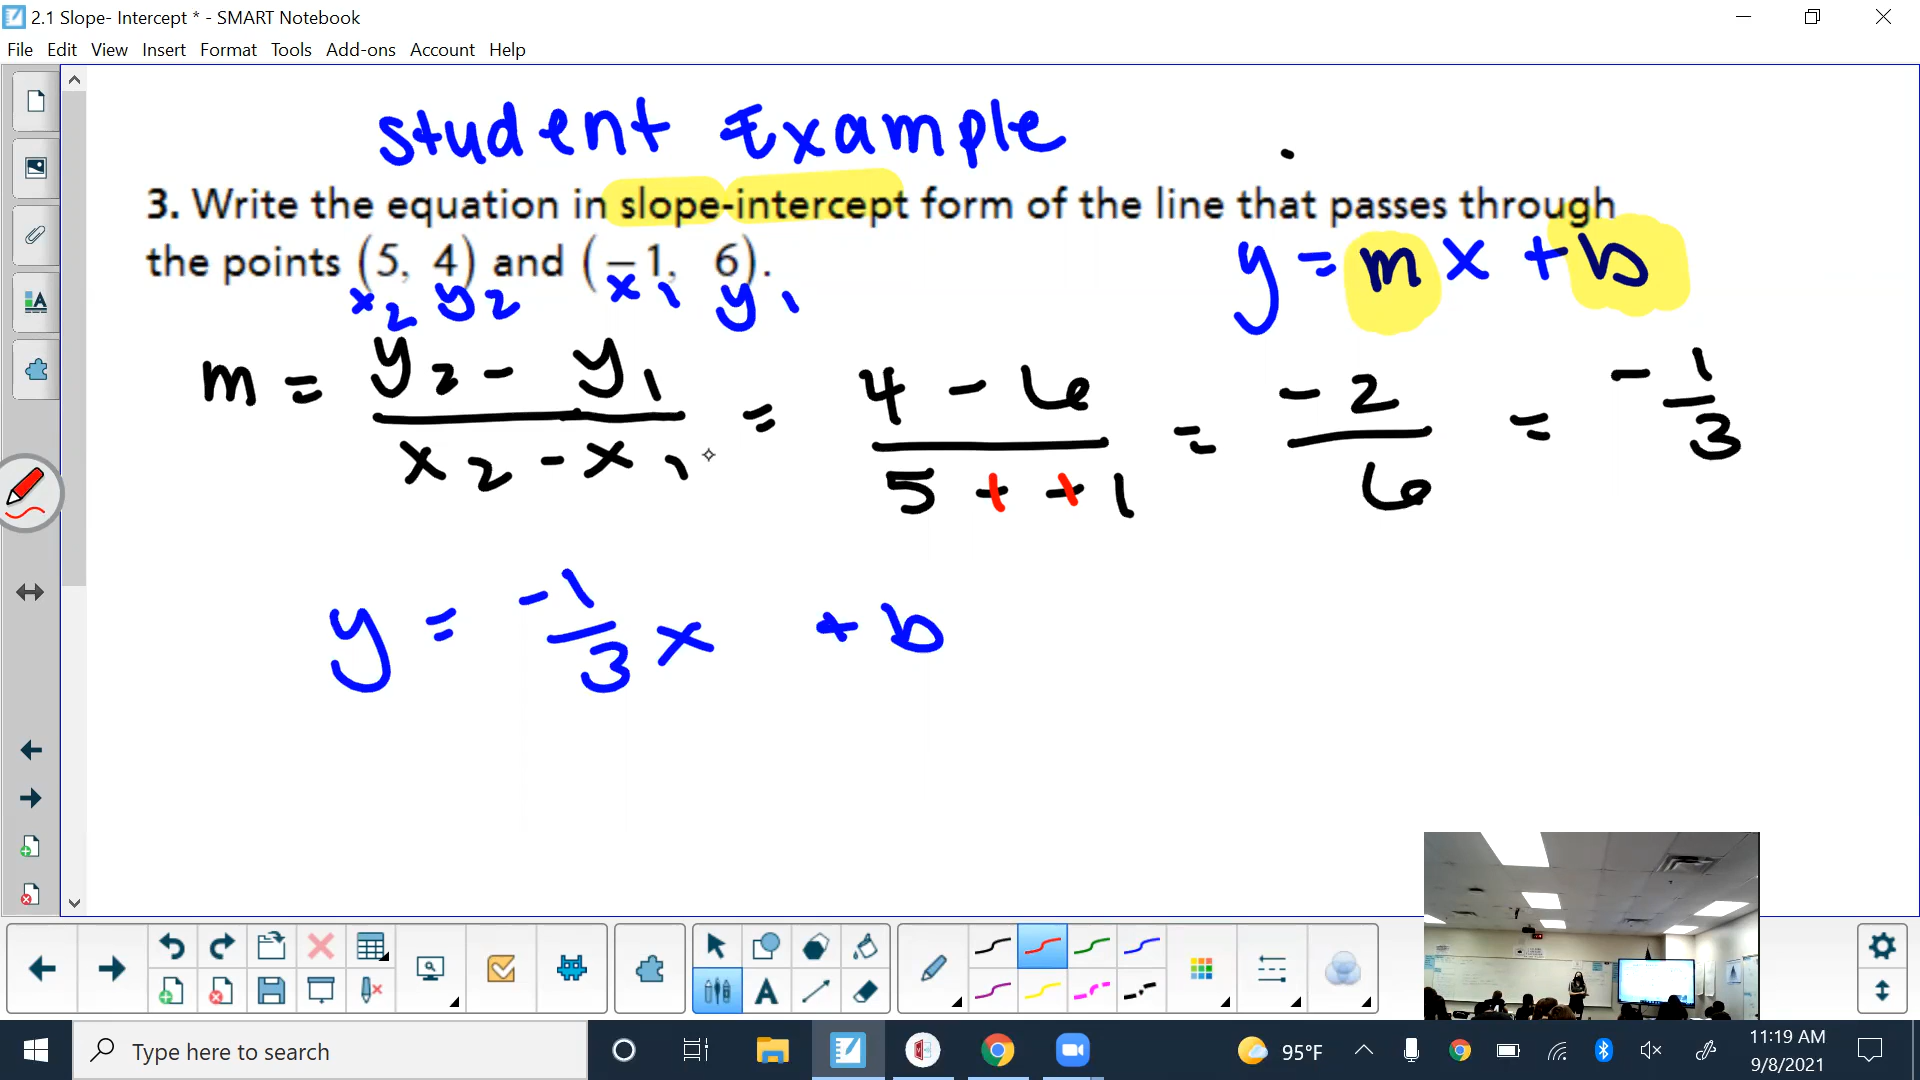 2.1 Slope- Intercept * - SMART Notebook
File Edit View Insert Format Tools Add-ons Account Help
student Example
3. Write the equation in slope-intercept form of the line that passes through
the points (5, 4) and (−1, 6).
y = mx + b
x2 y2 x1 y1
m = y2 - y1 / x2 - x1 = 4 - 6 / 5 + + 1 = -2 / 6 = - 1/3
y = -1/3 x + b
A
Type here to search
95°F
11:19 AM
9/8/2021